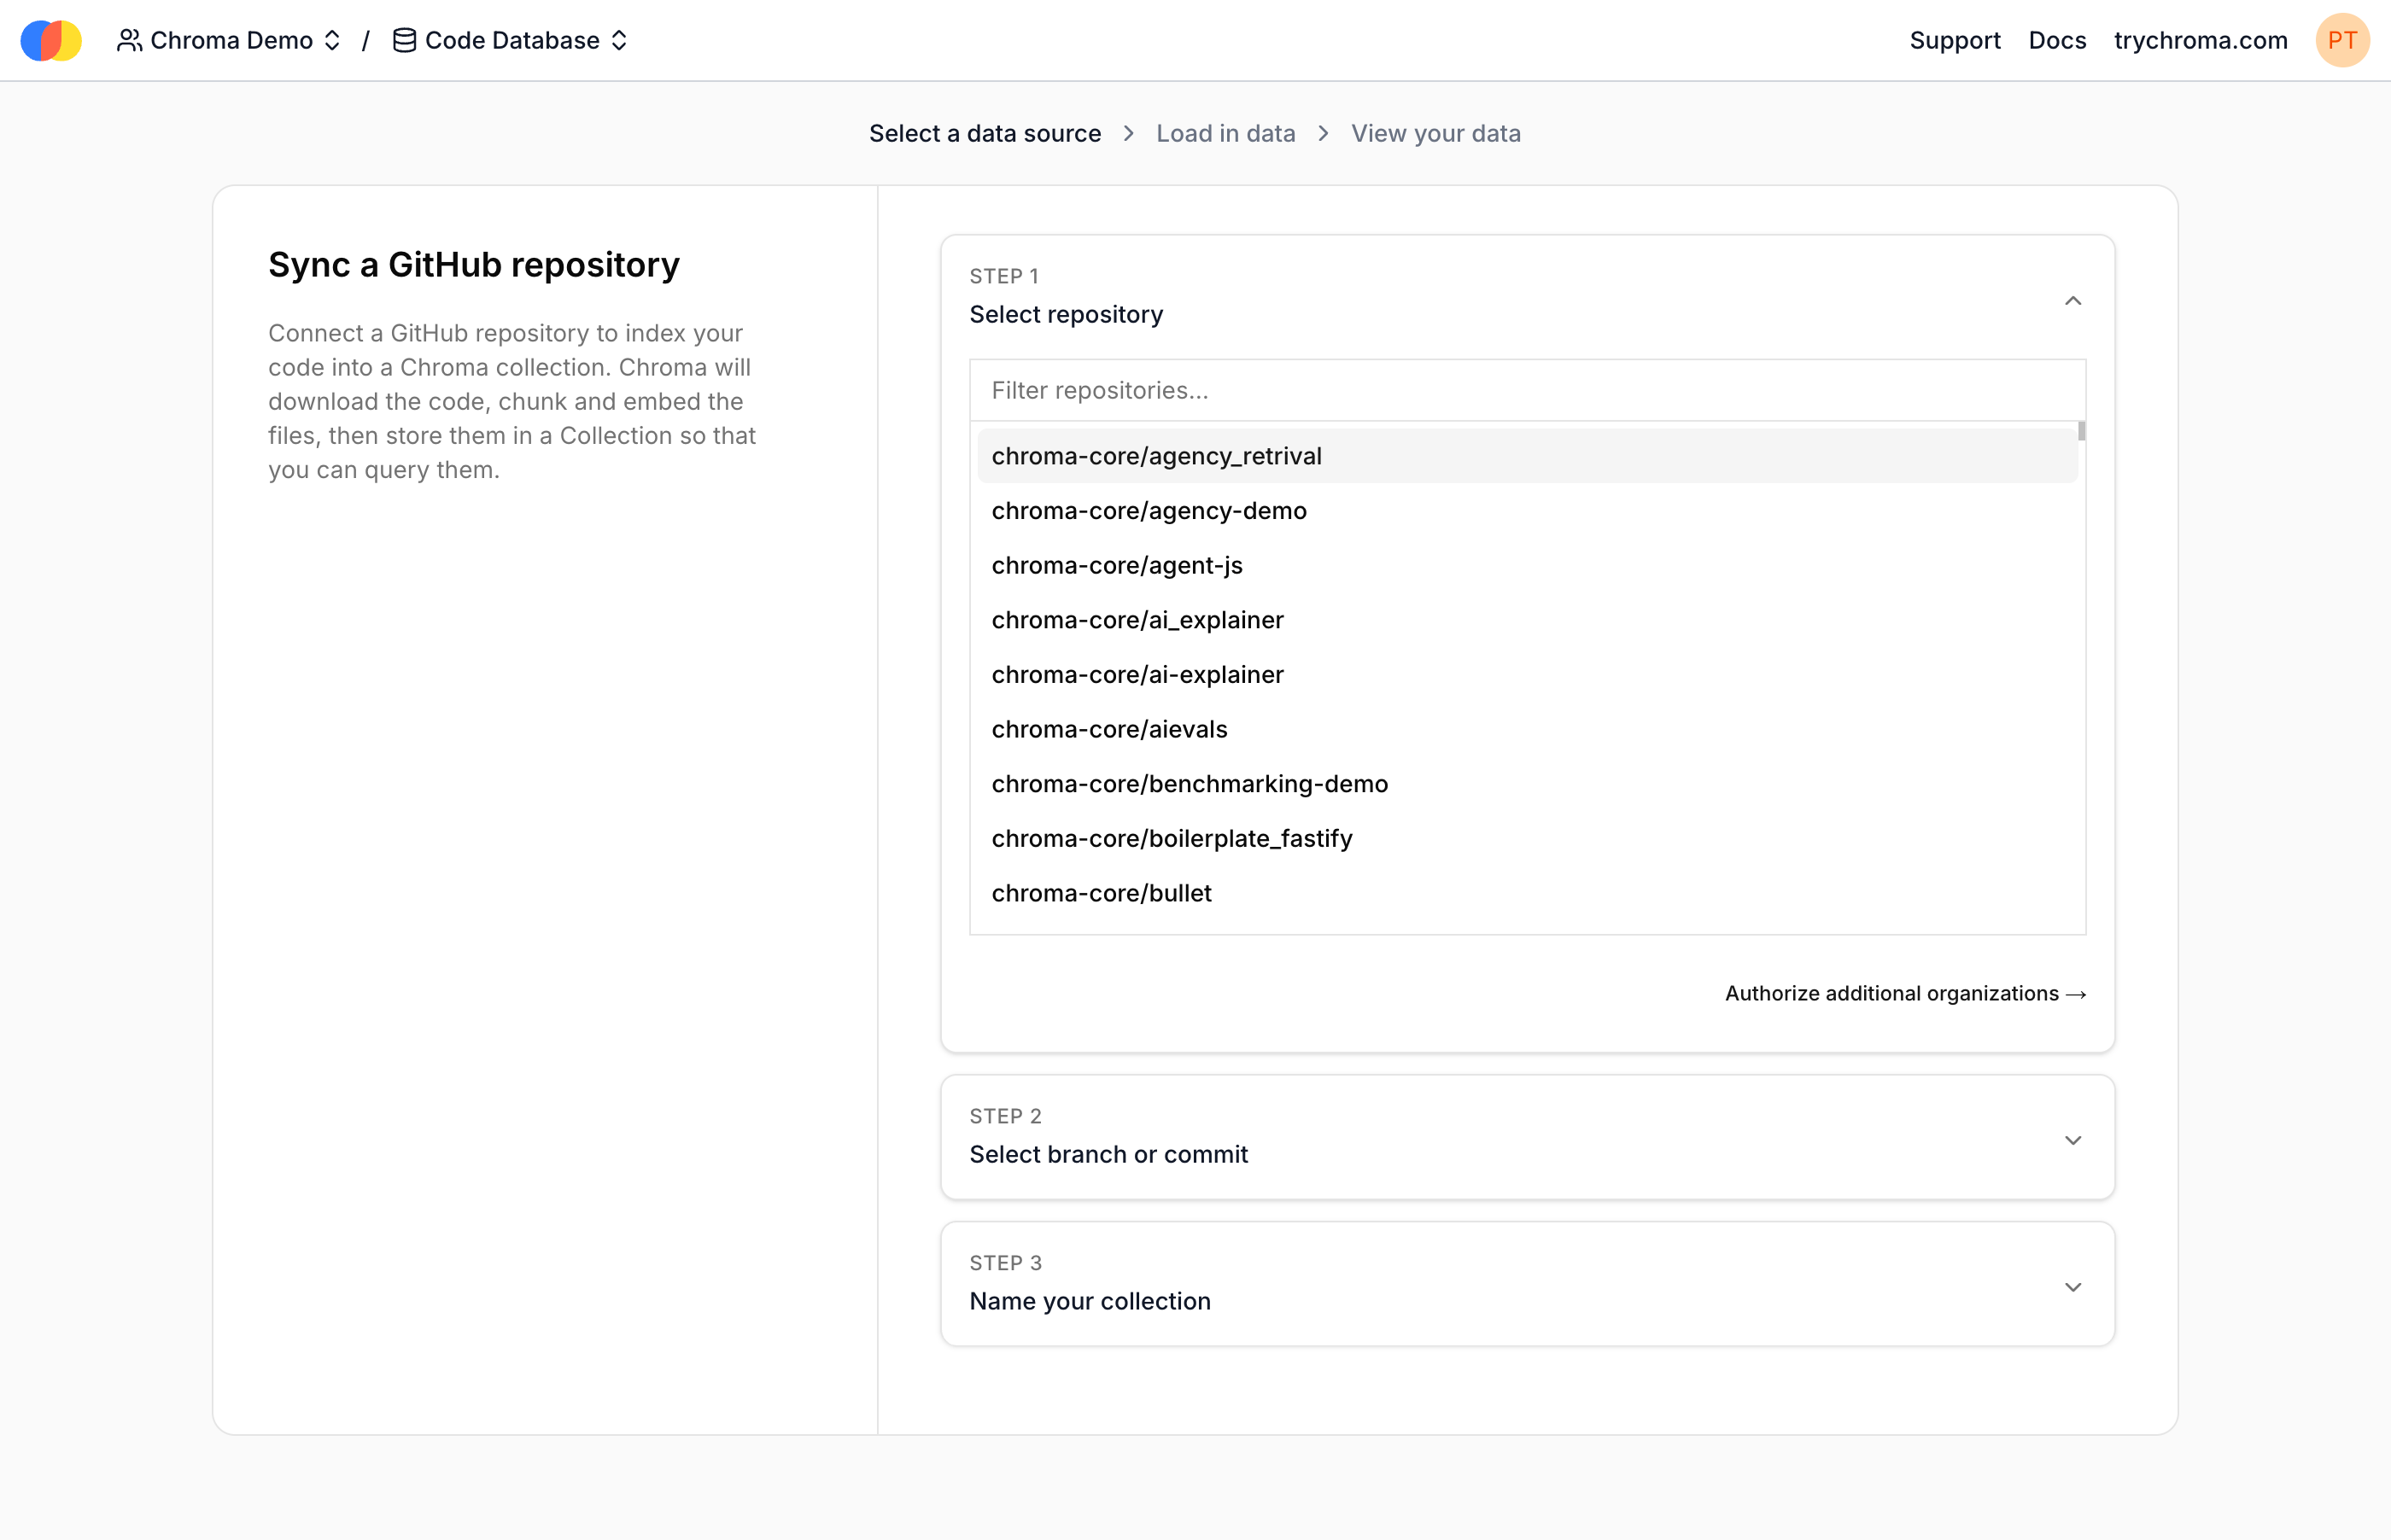 Chroma Demo / Code Database
Support Docs trychroma.com PT
Select a data source > Load in data > View your data
Sync a GitHub repository
Connect a GitHub repository to index your
code into a Chroma collection. Chroma will
download the code, chunk and embed the
files, then store them in a Collection so that
you can query them.
STEP 1
Select repository
Filter repositories...
chroma-core/agency_retrival
chroma-core/agency-demo
chroma-core/agent-js
chroma-core/ai_explainer
chroma-core/ai-explainer
chroma-core/aievals
chroma-core/benchmarking-demo
chroma-core/boilerplate_fastify
chroma-core/bullet
Authorize additional organizations →
STEP 2
Select branch or commit
STEP 3
Name your collection